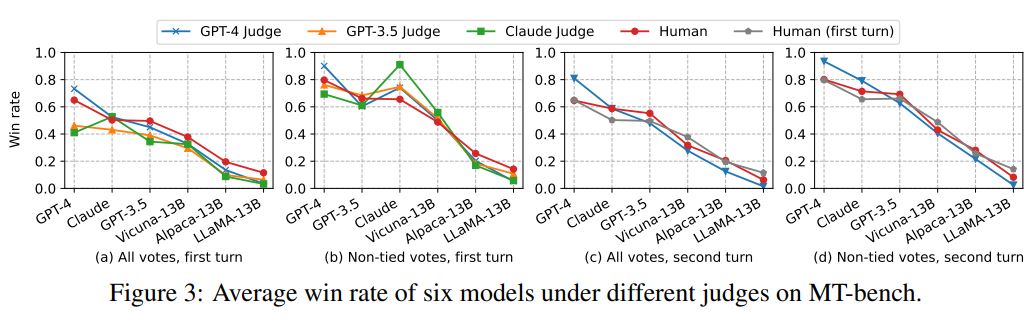 GPT-4 Judge GPT-3.5 Judge Claude Judge Human Human (first turn)
Win rate
1.0
0.8
0.6
0.4
0.2
0.0
GPT-4 Claude GPT-3.5 Vicuna-13B Alpaca-13B LLaMA-13B
(a) All votes, first turn
1.0
0.8
0.6
0.4
0.2
0.0
GPT-4 GPT-3.5 Claude Vicuna-13B Alpaca-13B LLaMA-13B
(b) Non-tied votes, first turn
1.0
0.8
0.6
0.4
0.2
0.0
GPT-4 Claude GPT-3.5 Vicuna-13B Alpaca-13B LLaMA-13B
(c) All votes, second turn
1.0
0.8
0.6
0.4
0.2
0.0
GPT-4 Claude GPT-3.5 Vicuna-13B Alpaca-13B LLaMA-13B
(d) Non-tied votes, second turn
Figure 3: Average win rate of six models under different judges on MT-bench.